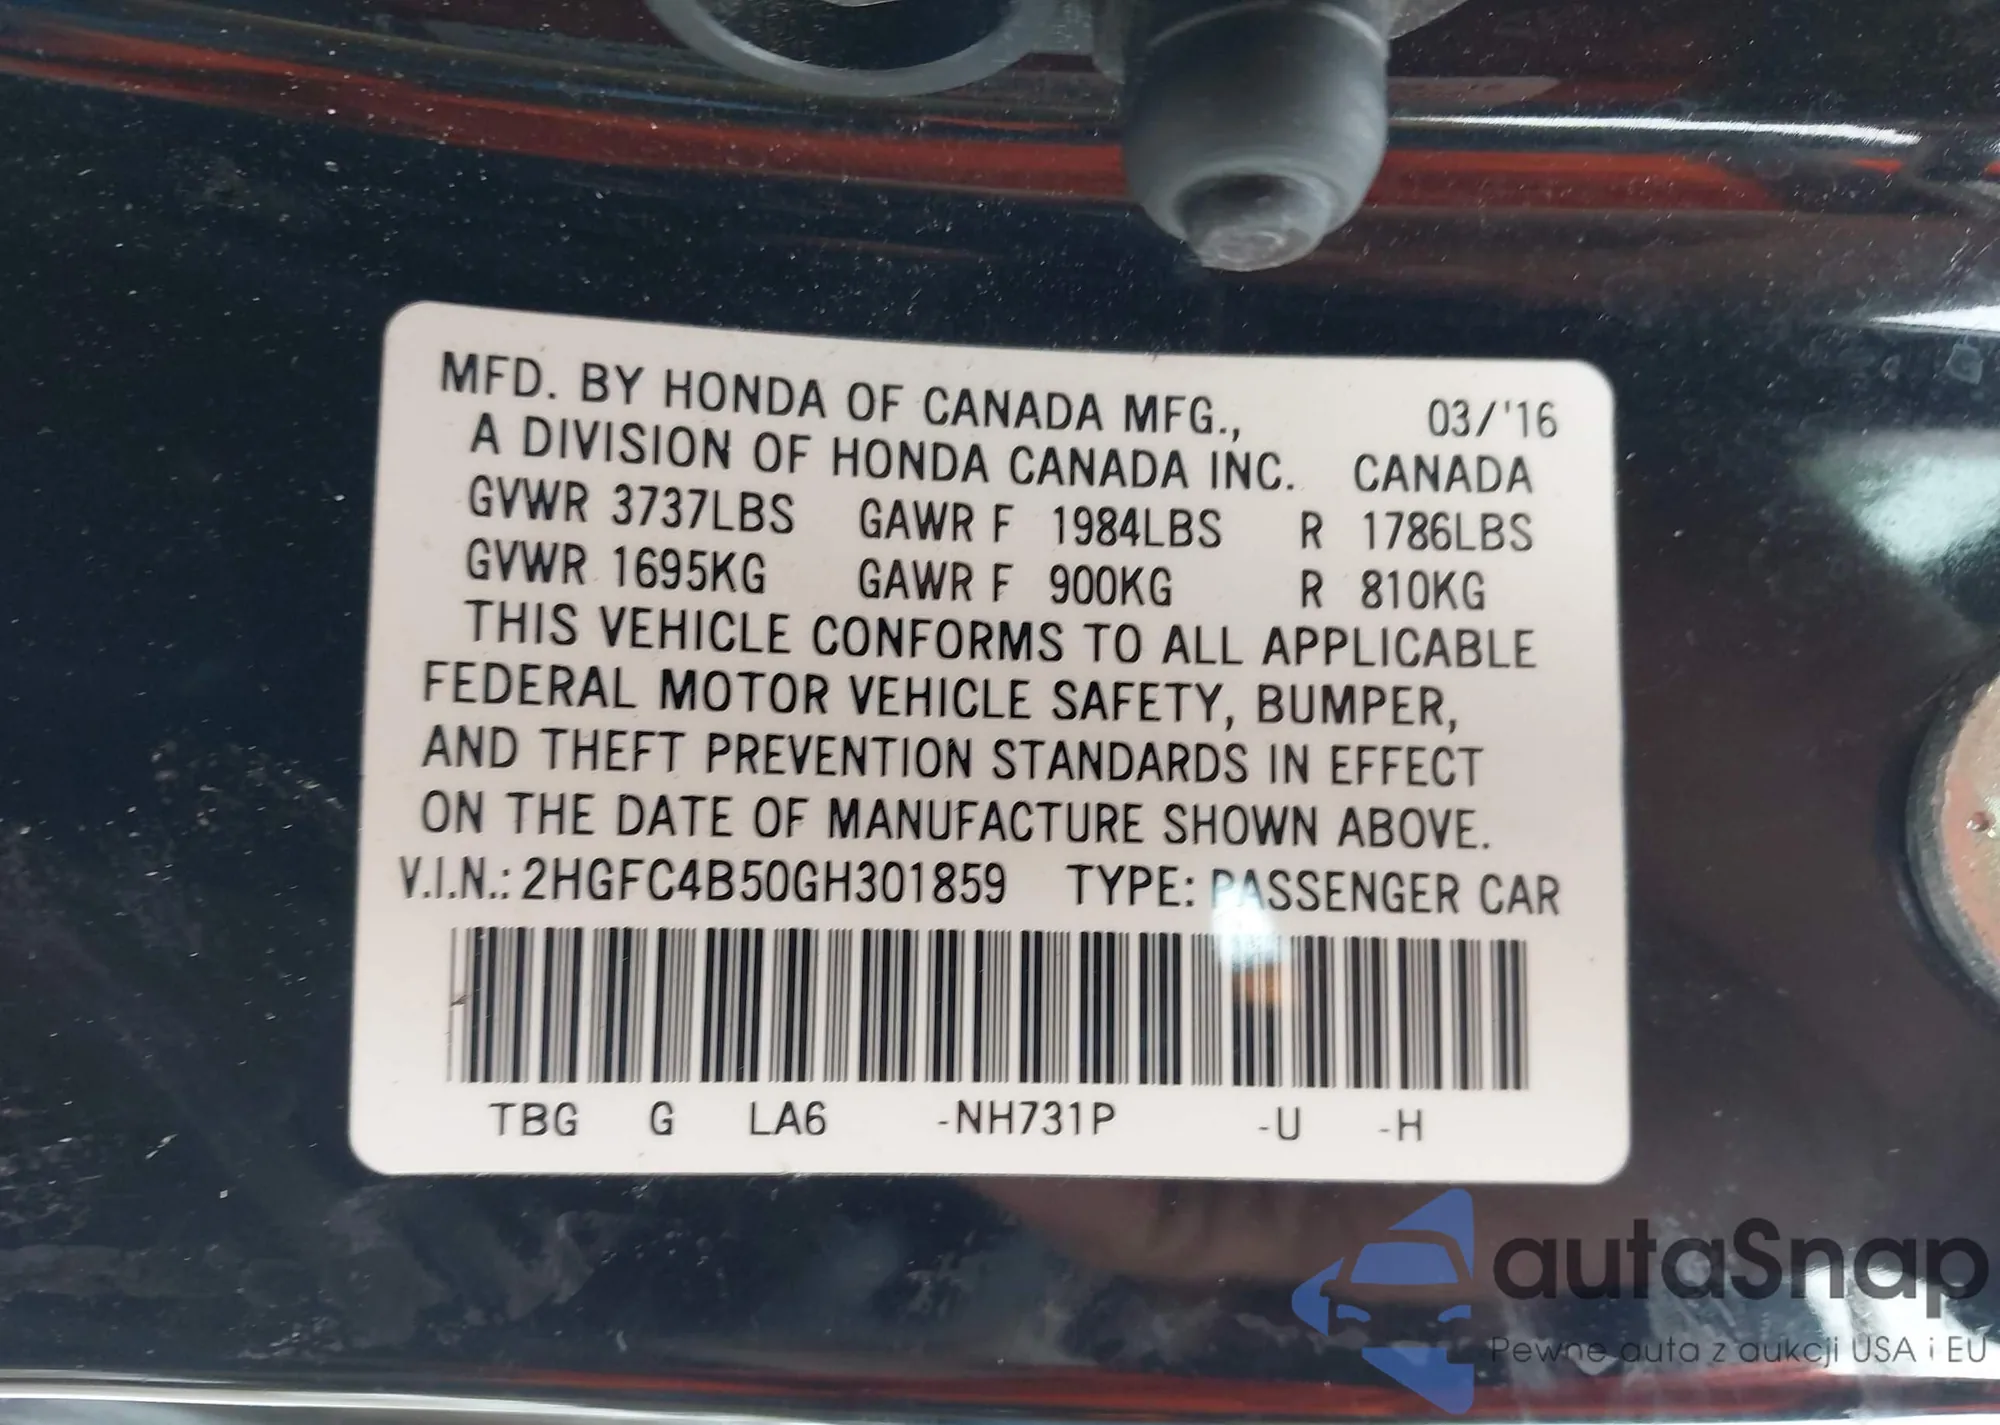 MFD. BY HONDA OF CANADA MFG., 03/'16
A DIVISION OF HONDA CANADA INC. CANADA
GVWR 3737LBS GAWR F 1984LBS R 1786LBS
GVWR 1695KG GAWR F 900KG R 810KG
THIS VEHICLE CONFORMS TO ALL APPLICABLE
FEDERAL MOTOR VEHICLE SAFETY, BUMPER,
AND THEFT PREVENTION STANDARDS IN EFFECT
ON THE DATE OF MANUFACTURE SHOWN ABOVE.
V.I.N.: 2HGFC4B50GH301859 TYPE: PASSENGER CAR
TBG G LA6 -NH731P -U -H
autaSnap
Pewne auta z aukcji USA i EU